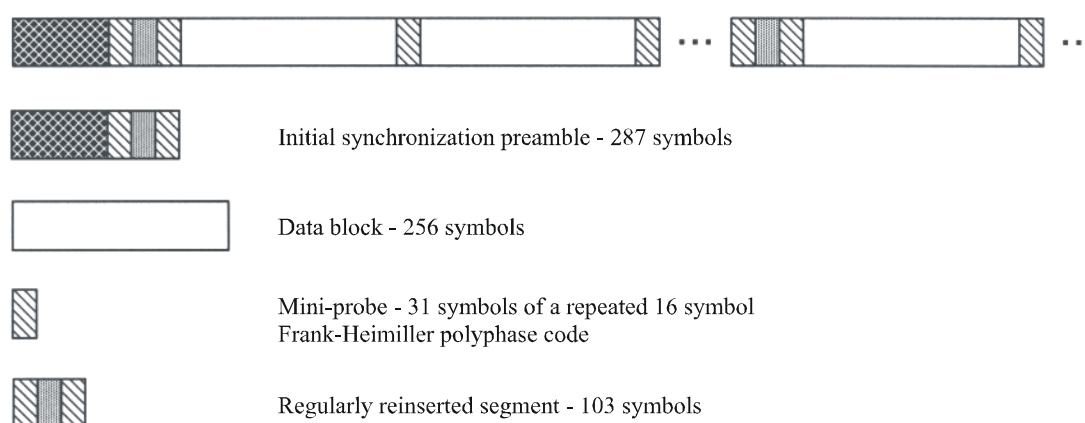 Initial synchronization preamble - 287 symbols
Data block - 256 symbols
Mini-probe - 31 symbols of a repeated 16 symbol
Frank-Heimiller polyphase code
Regularly reinserted segment - 103 symbols